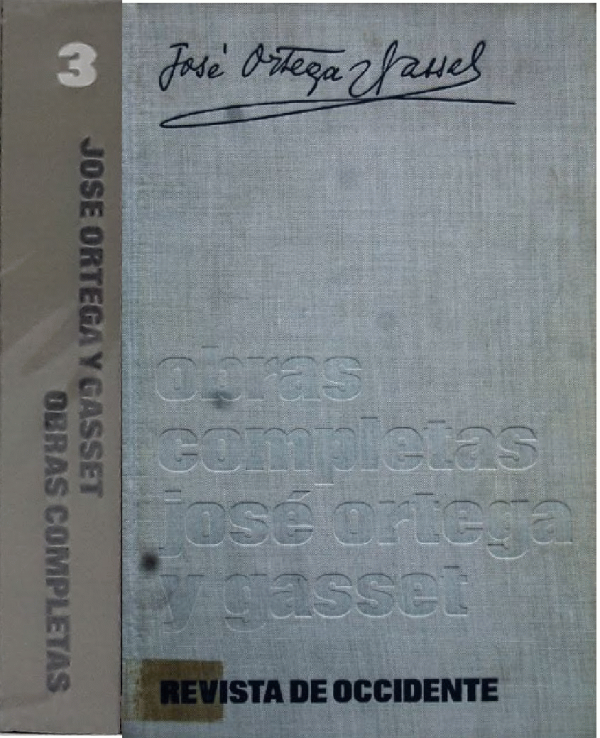 3
JOSE ORTEGA Y GASSET
OBRAS COMPLETAS
José Ortega y Gasset
obras
completas
josé ortega
y gasset
REVISTA DE OCCIDENTE